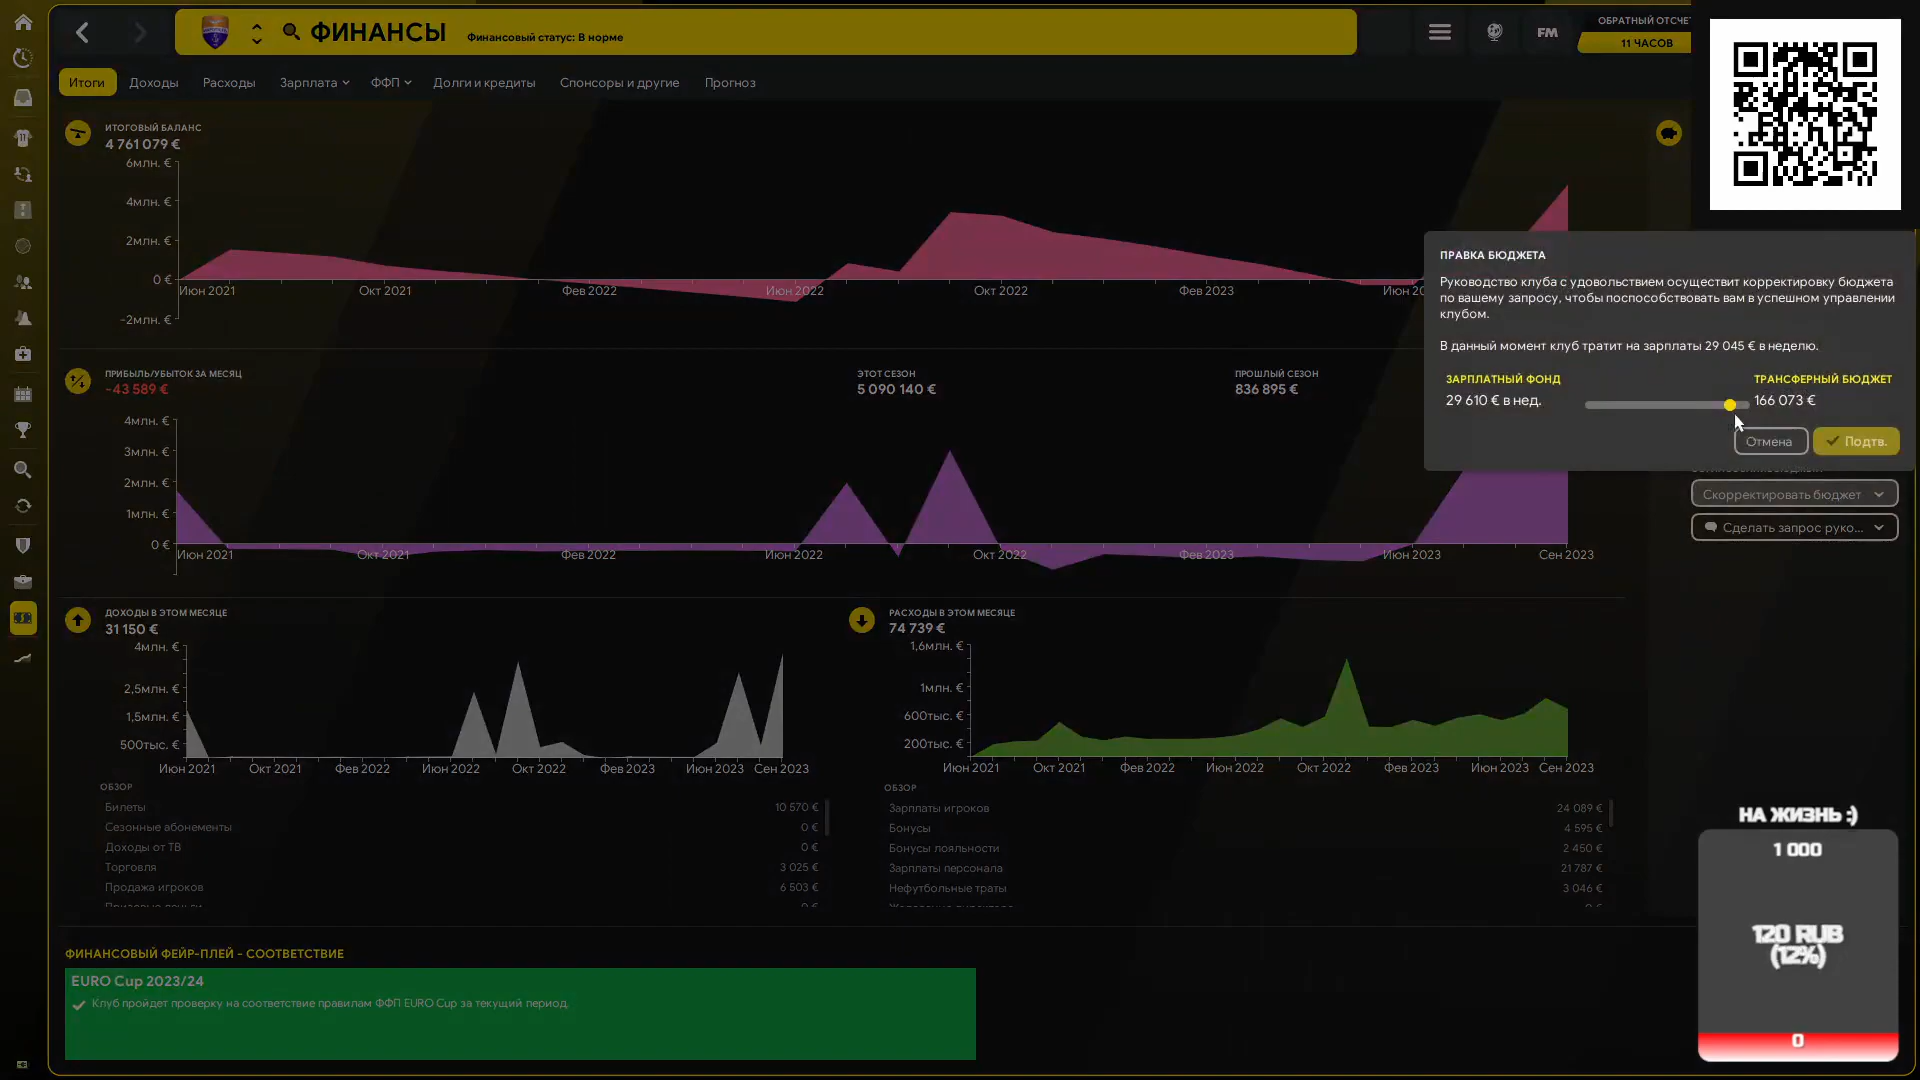 ФИНАНСЫ
Финансовый статус: В норме
FM
ОБРАТНЫЙ ОТСЧЕТ
11 ЧАСОВ
Итоги
Доходы
Расходы
Зарплата
ФФП
Долги и кредиты
Спонсоры и другие
Прогноз
ИТОГОВЫЙ БАЛАНС
4 761 079 €
6млн. €
4млн. €
2млн. €
0 €
-2млн. €
Июн 2021
Окт 2021
Фев 2022
Июн 2022
Окт 2022
Фев 2023
Июн 20
ПРАВКА БЮДЖЕТА
Руководство клуба с удовольствием осуществит корректировку бюджета
по вашему запросу, чтобы поспособствовать вам в успешном управлении
клубом.
В данный момент клуб тратит на зарплаты 29 045 € в неделю.
ЗАРПЛАТНЫЙ ФОНД
29 610 € в нед.
ТРАНСФЕРНЫЙ БЮДЖЕТ
166 073 €
Отмена
Подтв.
Скорректировать бюджет
Сделать запрос руко...
ПРИБЫЛЬ/УБЫТОК ЗА МЕСЯЦ
-43 589 €
ЭТОТ СЕЗОН
5 090 140 €
ПРОШЛЫЙ СЕЗОН
836 895 €
4млн. €
3млн. €
2млн. €
1млн. €
0 €
Июн 2021
Окт 2021
Фев 2022
Июн 2022
Окт 2022
Фев 2023
Июн 2023
Сен 2023
ДОХОДЫ В ЭТОМ МЕСЯЦЕ
31 150 €
4млн. €
2,5млн. €
1,5млн. €
500тыс. €
Июн 2021
Окт 2021
Фев 2022
Июн 2022
Окт 2022
Фев 2023
Июн 2023
Сен 2023
ОБЗОР
Билеты 10 570 €
Сезонные абонементы 0 €
Доходы от ТВ 0 €
Торговля 3 025 €
Продажа игроков 6 503 €
РАСХОДЫ В ЭТОМ МЕСЯЦЕ
74 739 €
1,6млн. €
1млн. €
600тыс. €
200тыс. €
Июн 2021
Окт 2021
Фев 2022
Июн 2022
Окт 2022
Фев 2023
Июн 2023
Сен 2023
ОБЗОР
Зарплаты игроков 24 089 €
Бонусы 4 595 €
Бонусы лояльности 2 450 €
Зарплаты персонала 21 787 €
Нефутбольные траты 3 046 €
ФИНАНСОВЫЙ ФЕЙР-ПЛЕЙ - СООТВЕТСТВИЕ
EURO Cup 2023/24
Клуб пройдет проверку на соответствие правилам ФФП EURO Cup за текущий период.
НА ЖИЗНЬ :)
1 000
120 RUB
(12%)
0